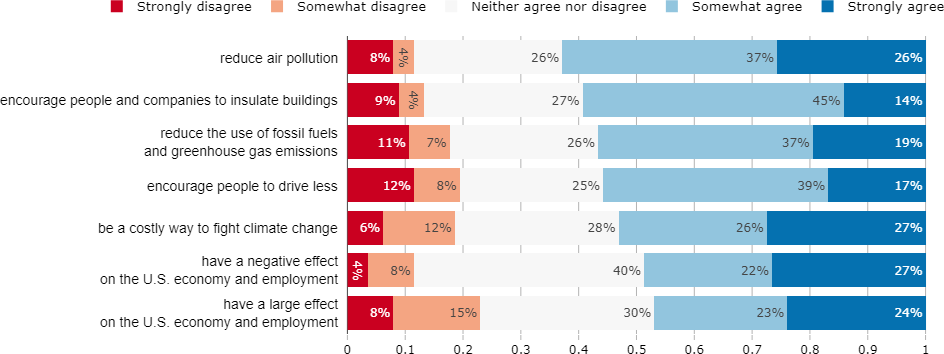 Strongly disagree Somewhat disagree Neither agree nor disagree Somewhat agree Strongly agree
reduce air pollution 8% 4% 26% 37% 26%
encourage people and companies to insulate buildings 9% 4% 27% 45% 14%
reduce the use of fossil fuels
and greenhouse gas emissions 11% 7% 26% 37% 19%
encourage people to drive less 12% 8% 25% 39% 17%
be a costly way to fight climate change 6% 12% 28% 26% 27%
have a negative effect
on the U.S. economy and employment 4% 8% 40% 22% 27%
have a large effect
on the U.S. economy and employment 8% 15% 30% 23% 24%
0 0.1 0.2 0.3 0.4 0.5 0.6 0.7 0.8 0.9 1